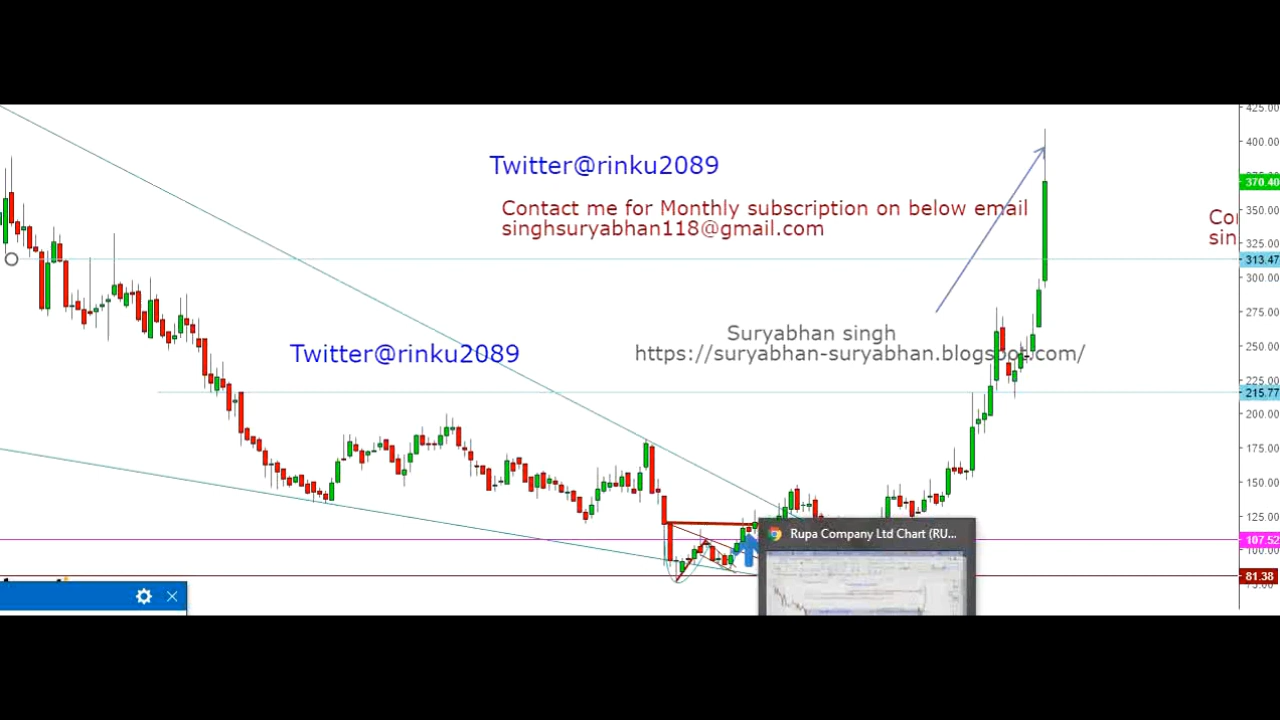 425.00
400.00
Twitter@rinku2089
370.40
Contact me for Monthly subscription on below email
350.00
singhsuryabhan118@gmail.com
325.00
313.47
300.00
275.00
Suryabhan singh
250.00
Twitter@rinku2089
https://suryabhan-suryabhan.blogspot.com/
225.00
215.77
200.00
175.00
150.00
125.00
Rupa Company Ltd Chart (RU...
107.52
100.00
81.38